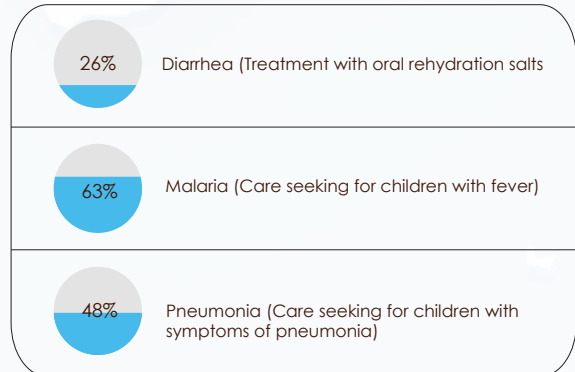 26%
Diarrhea (Treatment with oral rehydration salts
63%
Malaria (Care seeking for children with fever)
48%
Pneumonia (Care seeking for children with
symptoms of pneumonia)